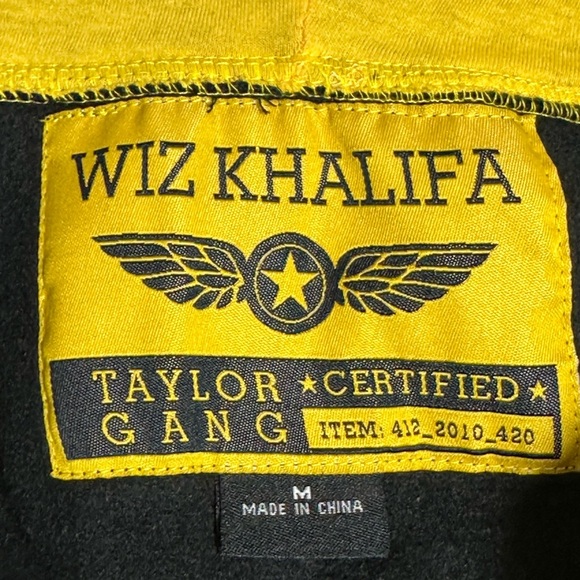 WIZ KHALIFA
TAYLOR ★CERTIFIED★
GANG ITEM: 412_2010_420
M
MADE IN CHINA